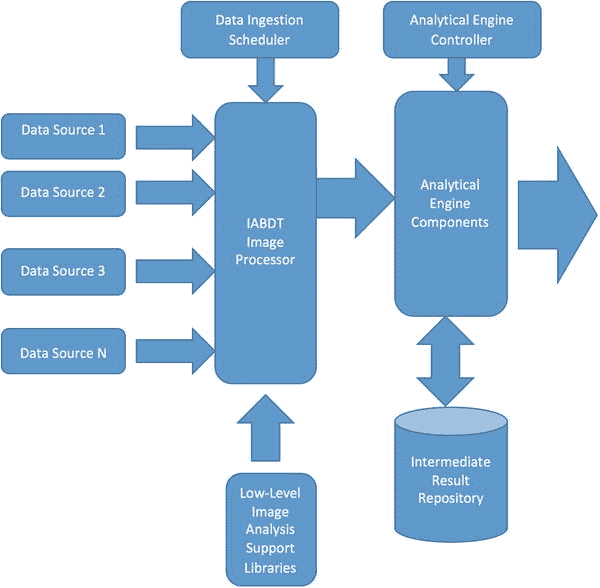 Data Ingestion
Scheduler
Analytical Engine
Controller
Data Source 1
Data Source 2
Data Source 3
Data Source N
IABDT
Image
Processor
Analytical
Engine
Components
Low-Level
Image
Analysis
Support
Libraries
Intermediate
Result
Repository